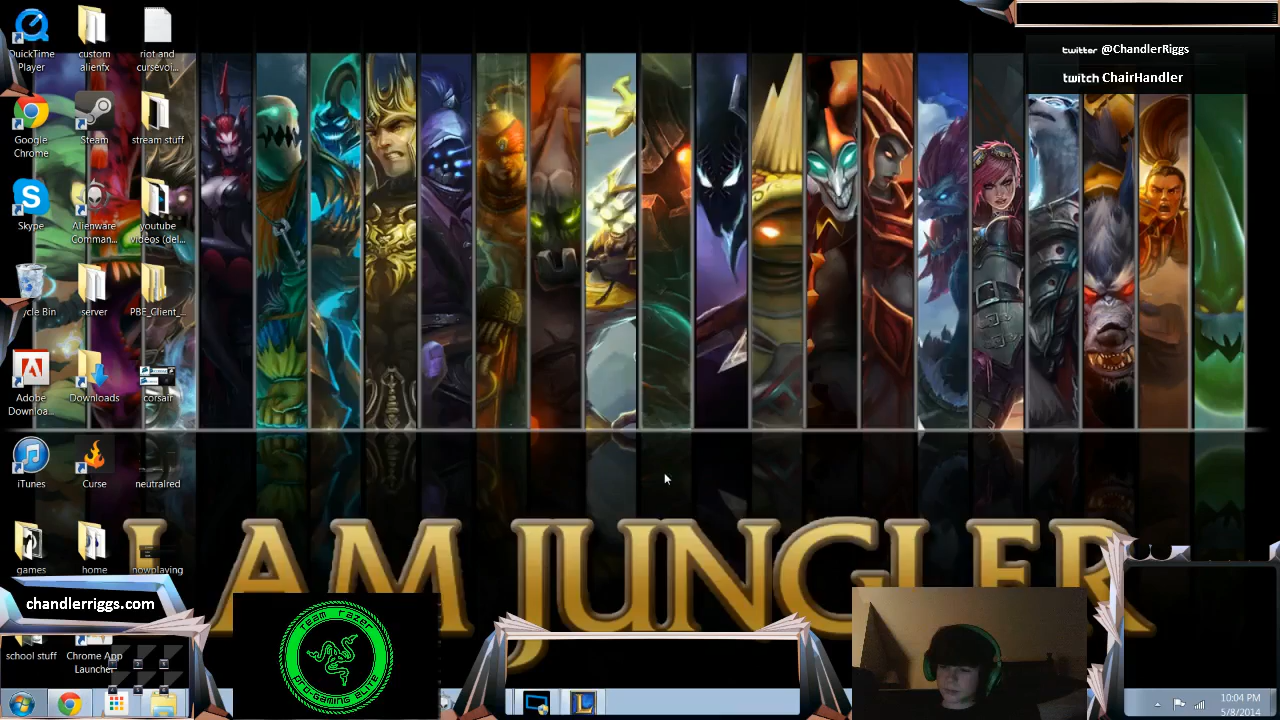 QuickTime
Player
custom
alienfx
riot and
cursevoi...
twitter @ChandlerRiggs
twitch ChairHandler
Google
Chrome
Steam
stream stuff
Skype
Alienware
Comman...
youtube
videos (del...
ycle Bin
server
PBE_Client_...
Adobe
Downloa...
Downloads
corsair
iTunes
Curse
neutralred
games
home
nowplaying
I AM JUNGLER
chandlerriggs.com
TEAM RAZER
PRO-GAMING ELITE
school stuff
Chrome App
Launcher
10:04 PM
5/8/2014